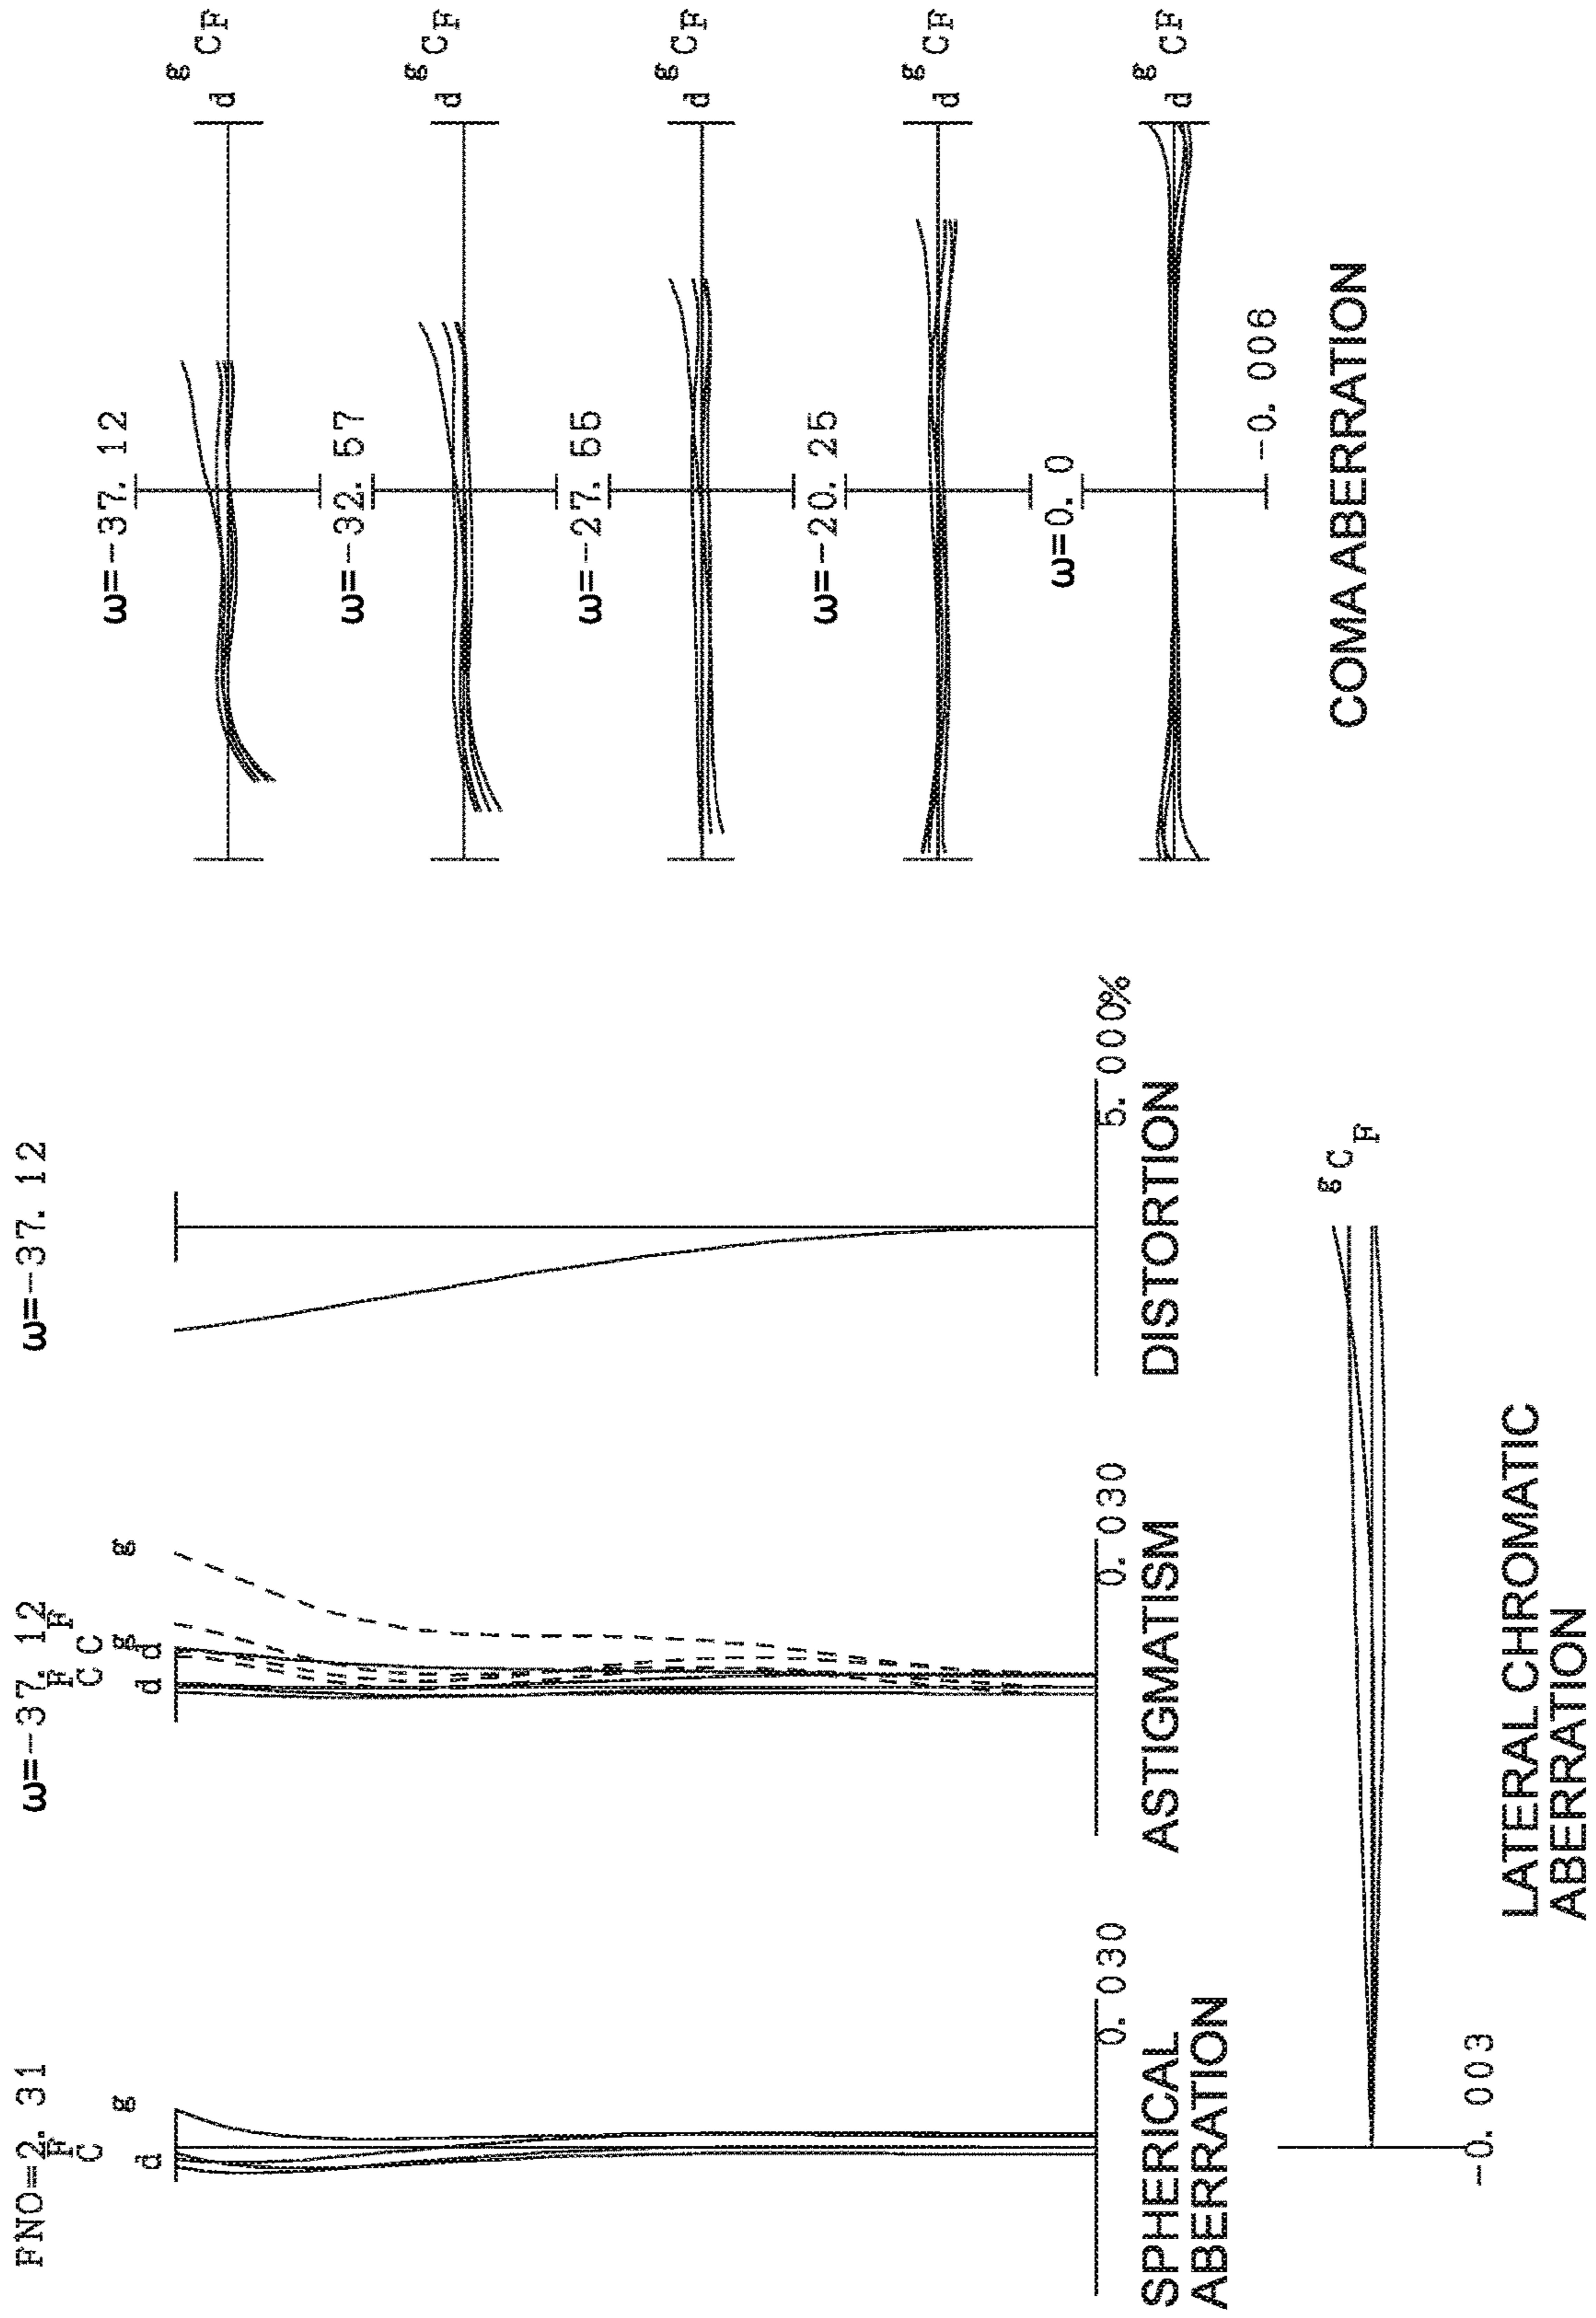 FNO=2. 31
F
C
g
d
0. 030
SPHERICAL
ABERRATION
ω=-37. 12
F F
C C
g g
d d
0. 030
ASTIGMATISM
ω=-37. 12
5. 000%
DISTORTION
ω=-37. 12
g C F
d
ω=-32. 57
g C F
d
ω=-27. 55
g C F
d
ω=-20. 25
g C F
d
ω=0. 0
g C F
d
-0. 006
COMA ABERRATION
g C F
-0. 003
LATERAL CHROMATIC
ABERRATION